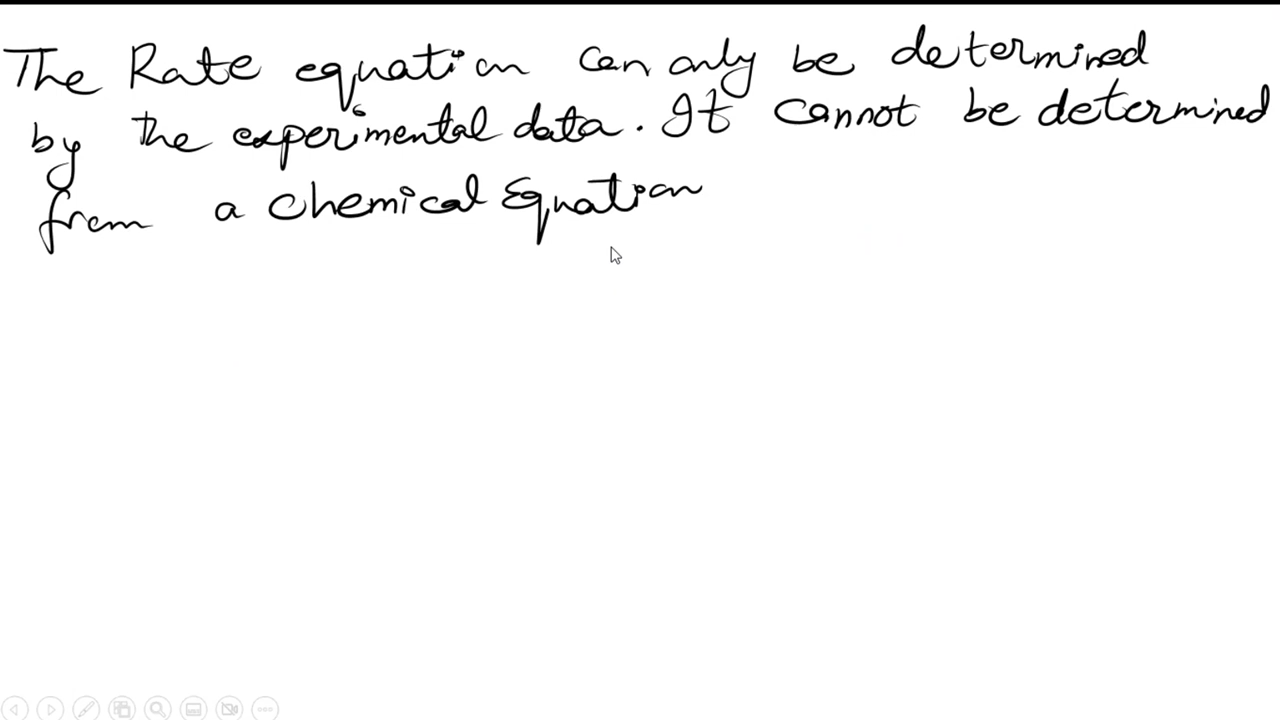 The Rate equation can only be determined
by the experimental data. It cannot be determined
from a chemical Equation